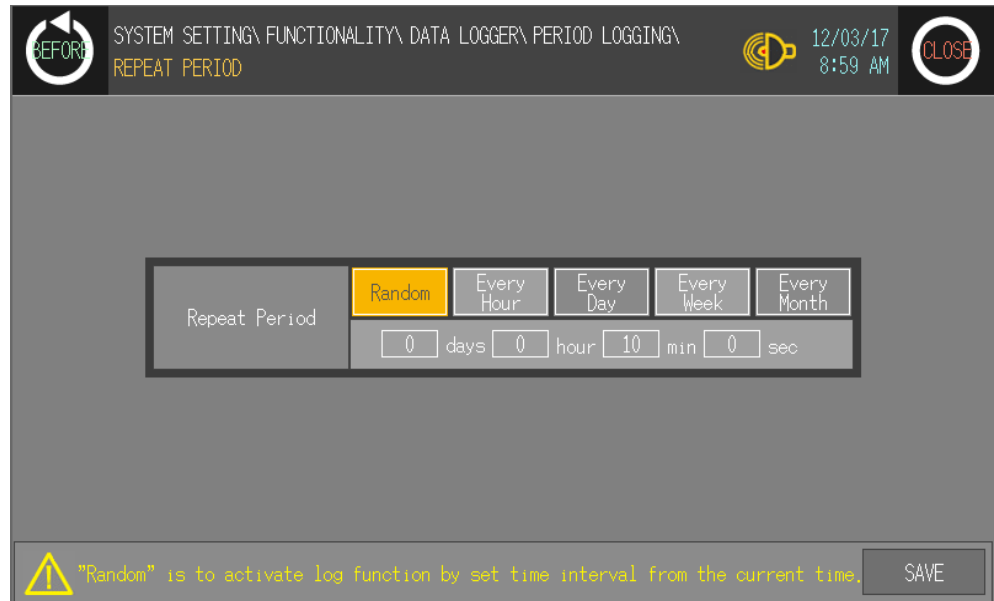 BEFORE
SYSTEM SETTING\ FUNCTIONALITY\ DATA LOGGER\ PERIOD LOGGING\
REPEAT PERIOD
12/03/17
8:59 AM
CLOSE
Repeat Period
Random
Every
Hour
Every
Day
Every
Week
Every
Month
0 days 0 hour 10 min 0 sec
"Random" is to activate log function by set time interval from the current time.
SAVE